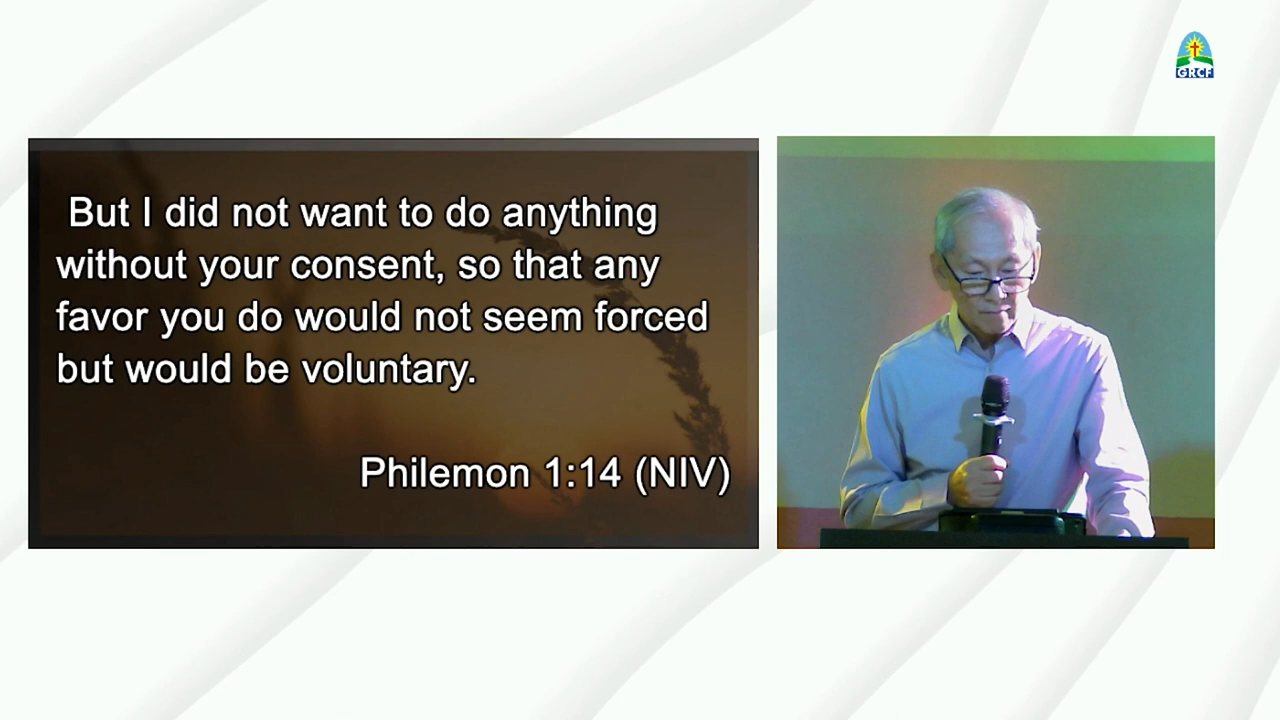 GRCF
But I did not want to do anything
without your consent, so that any
favor you do would not seem forced
but would be voluntary.
Philemon 1:14 (NIV)